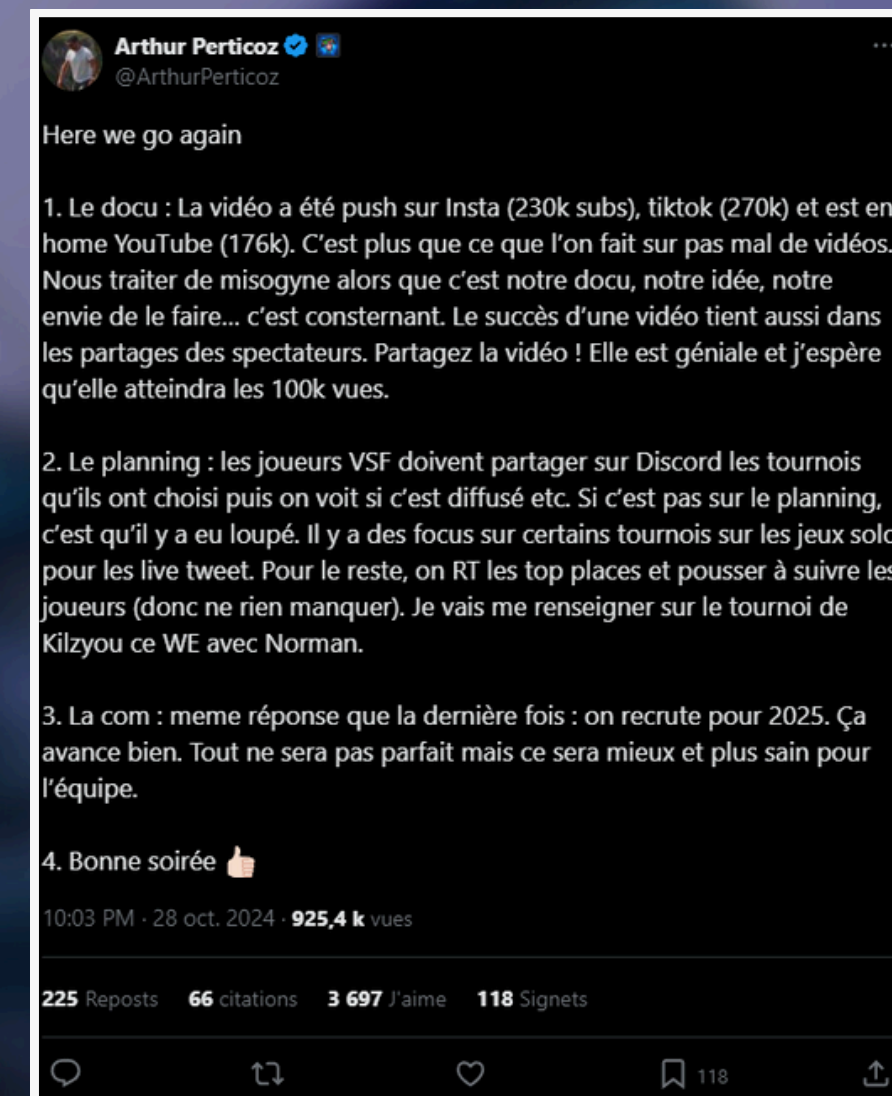 Arthur Perticoz
@ArthurPerticoz
Here we go again
1. Le docu : La vidéo a été push sur Insta (230k subs), tiktok (270k) et est en
home YouTube (176k). C'est plus que ce que l'on fait sur pas mal de vidéos.
Nous traiter de misogyne alors que c'est notre docu, notre idée, notre
envie de le faire... c'est consternant. Le succès d'une vidéo tient aussi dans
les partages des spectateurs. Partagez la vidéo ! Elle est géniale et j'espère
qu'elle atteindra les 100k vues.
2. Le planning : les joueurs VSF doivent partager sur Discord les tournois
qu'ils ont choisi puis on voit si c'est diffusé etc. Si c'est pas sur le planning,
c'est qu'il y a eu loupé. Il y a des focus sur certains tournois sur les jeux solo
pour les live tweet. Pour le reste, on RT les top places et pousser à suivre les
joueurs (donc ne rien manquer). Je vais me renseigner sur le tournoi de
Kilzyou ce WE avec Norman.
3. La com : meme réponse que la dernière fois : on recrute pour 2025. Ça
avance bien. Tout ne sera pas parfait mais ce sera mieux et plus sain pour
l'équipe.
4. Bonne soirée 👍🏻
10:03 PM · 28 oct. 2024 · 925,4 k vues
225 Reposts 66 citations 3 697 J'aime 118 Signets
118